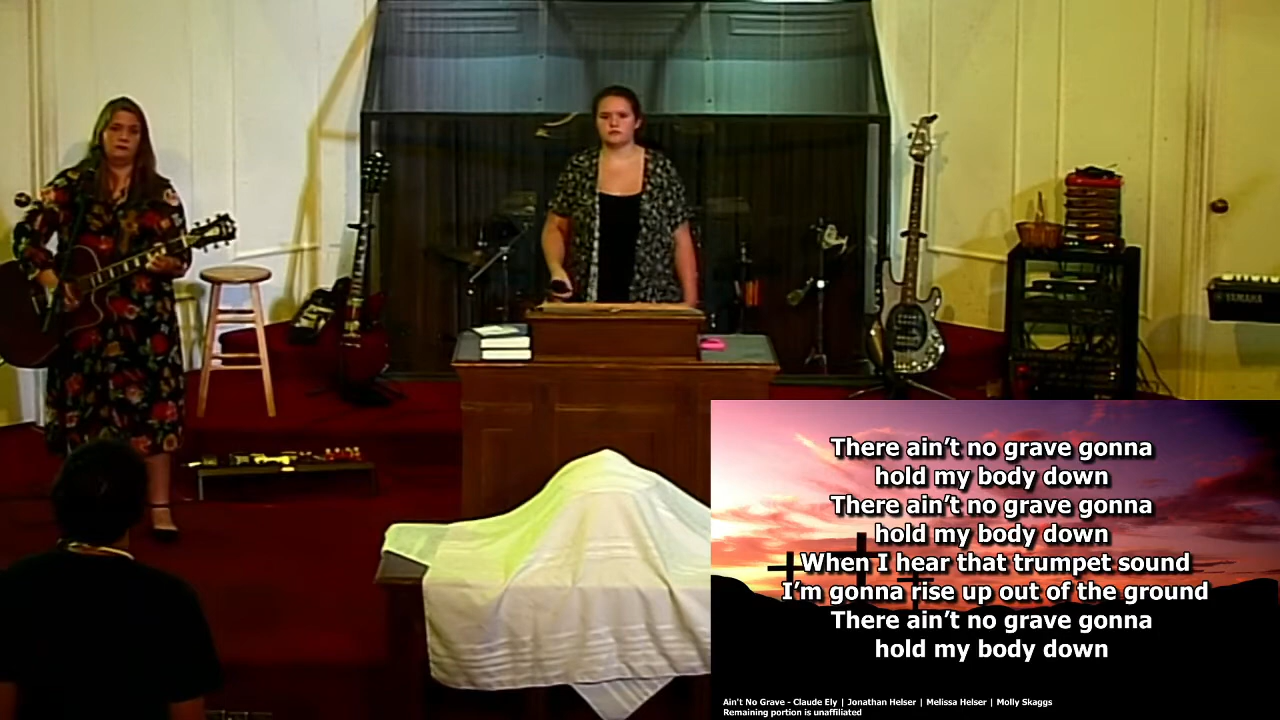 YAMAHA
There ain't no grave gonna
hold my body down
There ain't no grave gonna
hold my body down
When I hear that trumpet sound
I'm gonna rise up out of the ground
There ain't no grave gonna
hold my body down
Ain't No Grave - Claude Ely | Jonathan Helser | Melissa Helser | Molly Skaggs
Remaining portion is unaffiliated